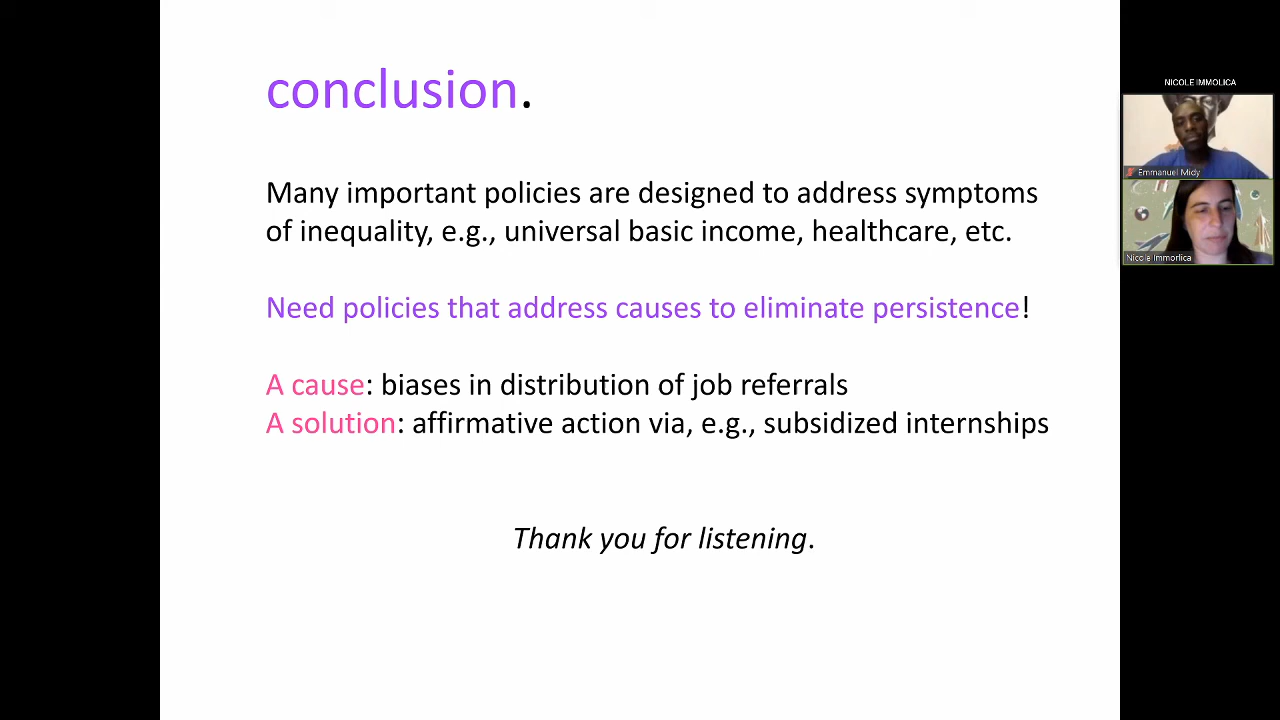 conclusion.
Many important policies are designed to address symptoms
of inequality, e.g., universal basic income, healthcare, etc.
Need policies that address causes to eliminate persistence!
A cause: biases in distribution of job referrals
A solution: affirmative action via, e.g., subsidized internships
Thank you for listening.
NICOLE IMMOLICA
Emmanuel Midy
Nicole Immorlica